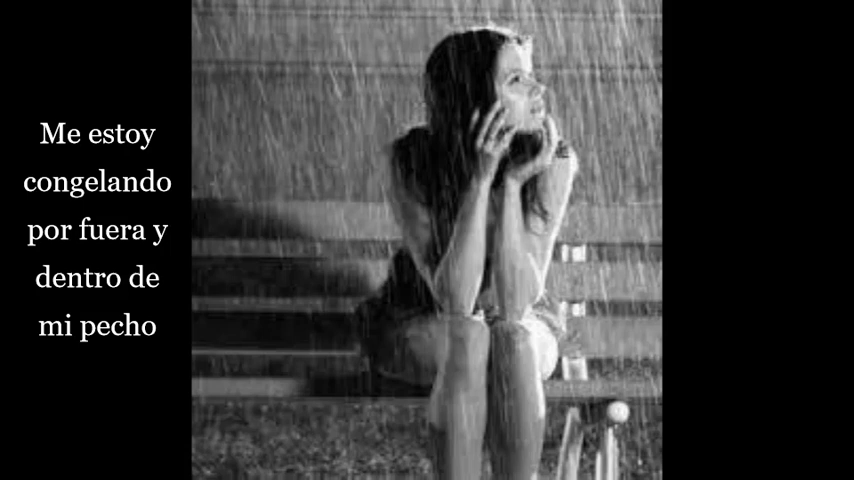 Me estoy
congelando
por fuera y
dentro de
mi pecho